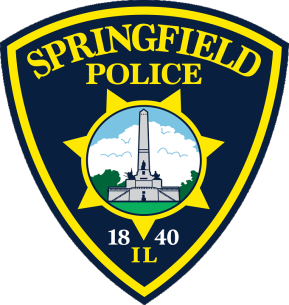 SPRINGFIELD
POLICE
18 40
IL